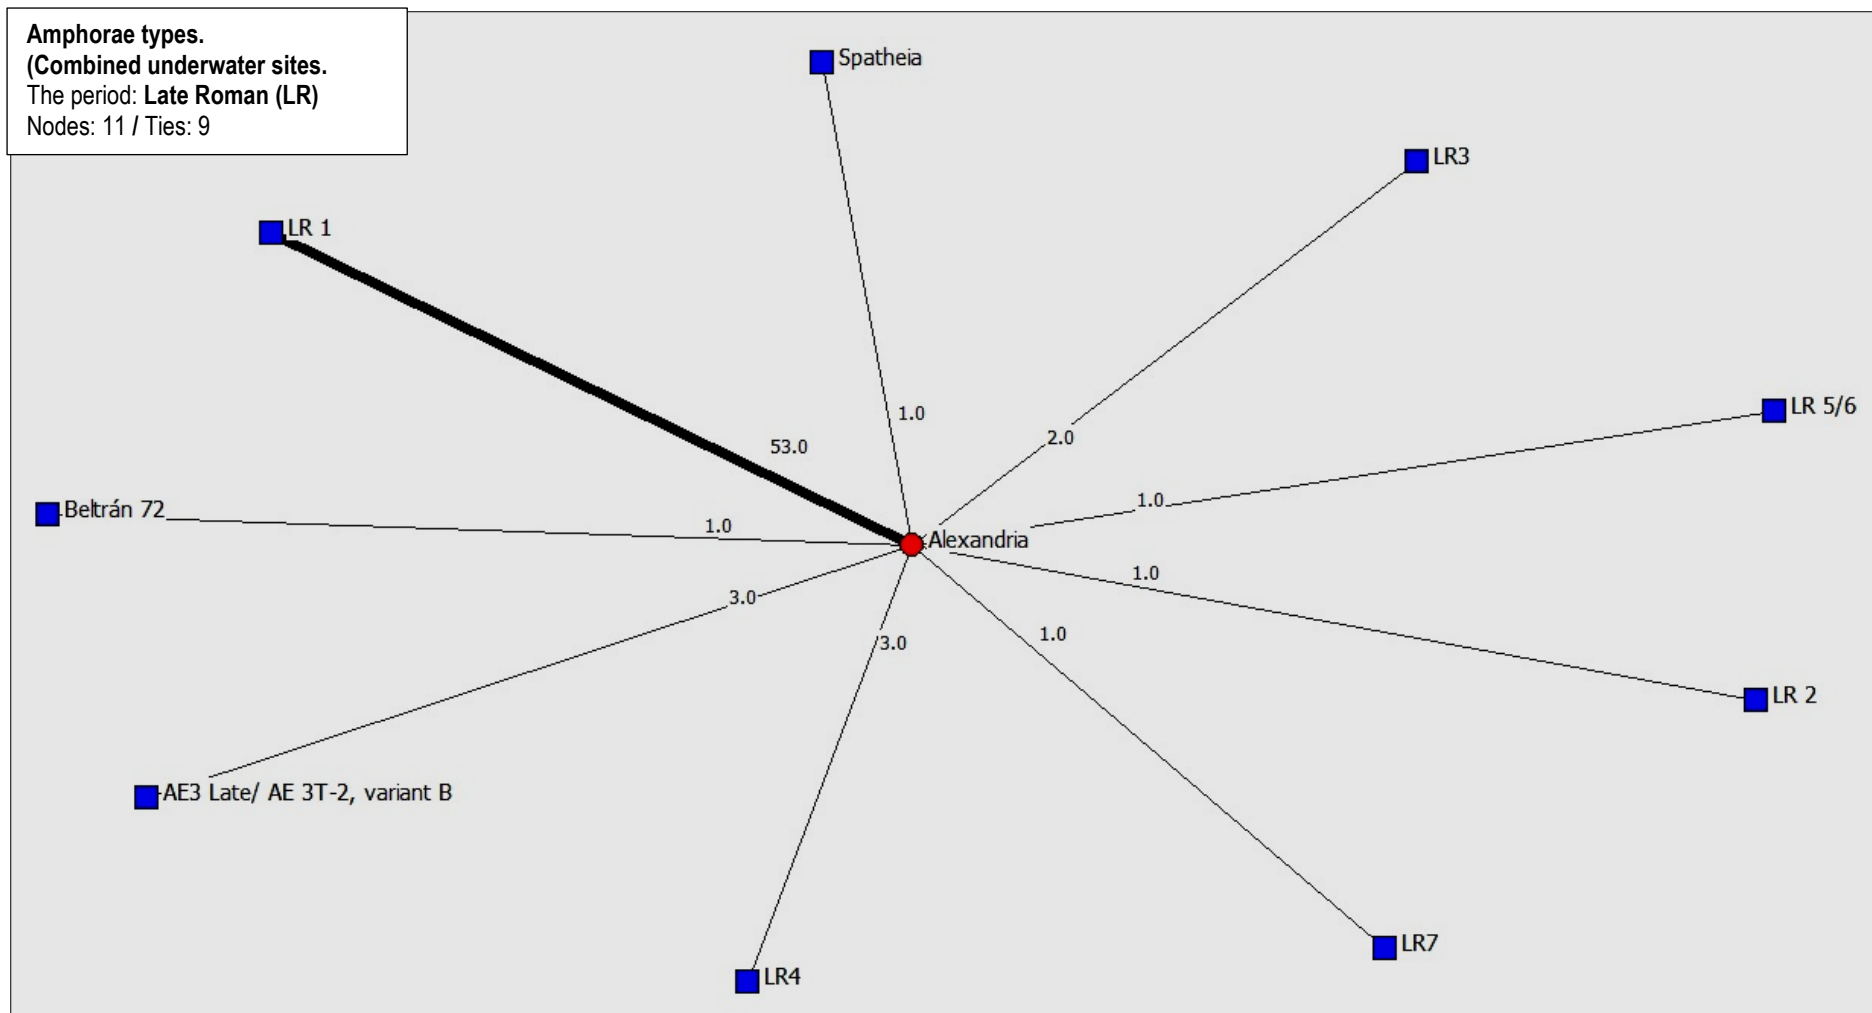 Amphorae types.
(Combined underwater sites.
The period: Late Roman (LR)
Nodes: 11 / Ties: 9
Spatheia
LR3
LR 1
LR 5/6
1.0
2.0
53.0
1.0
Beltrán 72
1.0
Alexandria
1.0
3.0
3.0
1.0
LR 2
AE3 Late/ AE 3T-2, variant B
LR7
LR4